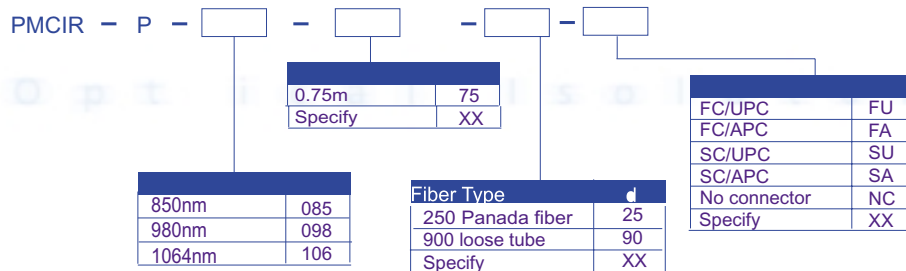 PMCIR – P – – – –
0.75m 75
Specify XX
FC/UPC FU
FC/APC FA
SC/UPC SU
SC/APC SA
No connector NC
Specify XX
850nm 085
980nm 098
1064nm 106
Fiber Type d
250 Panada fiber 25
900 loose tube 90
Specify XX